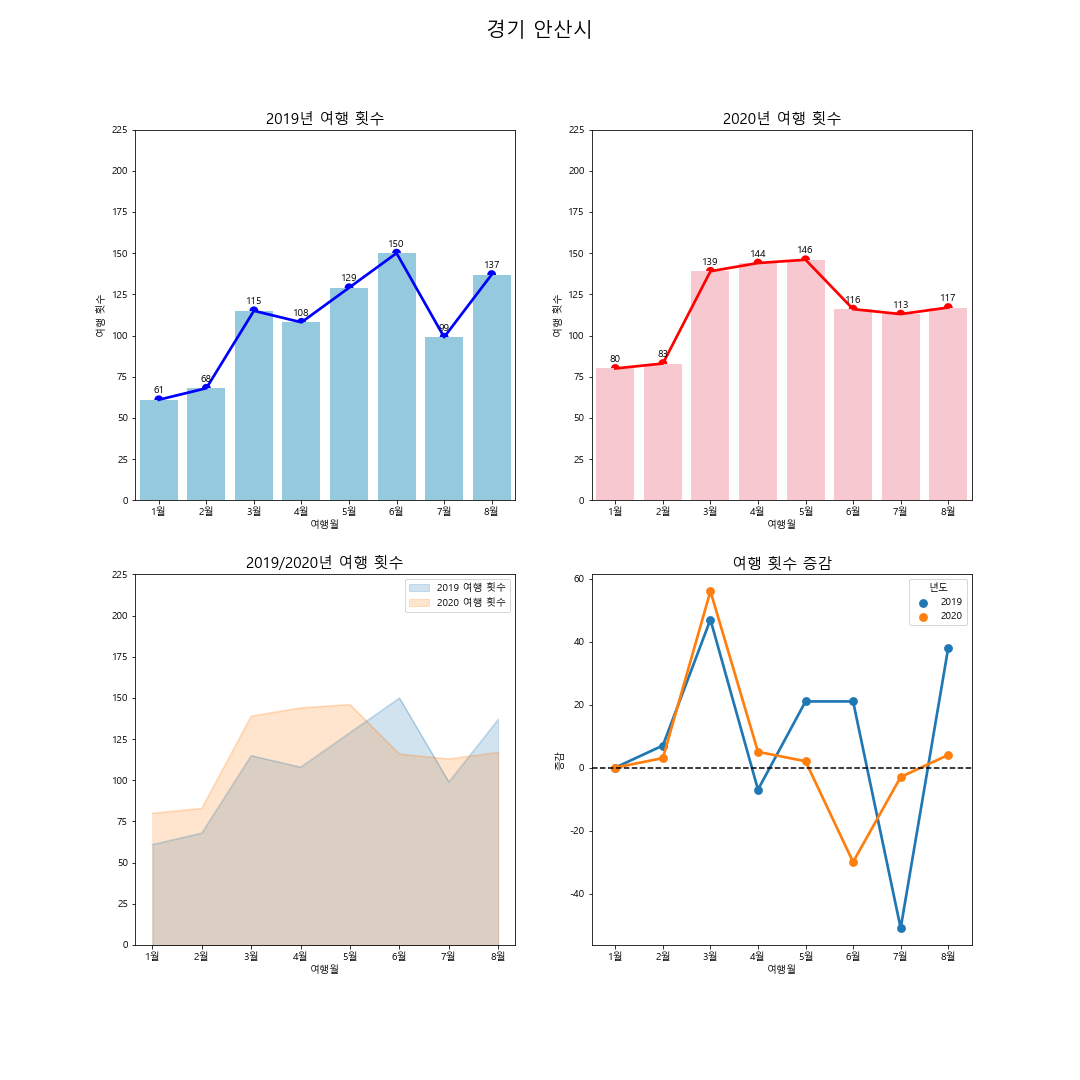 경기 안산시
2019년 여행 횟수
225
200
175
150
125
100
75
50
25
0
여행 횟수
61
68
115
108
129
150
99
137
1월 2월 3월 4월 5월 6월 7월 8월
여행월
2020년 여행 횟수
225
200
175
150
125
100
75
50
25
0
여행 횟수
80
83
139
144
146
116
113
117
1월 2월 3월 4월 5월 6월 7월 8월
여행월
2019/2020년 여행 횟수
225
200
175
150
125
100
75
50
25
0
2019 여행 횟수
2020 여행 횟수
1월 2월 3월 4월 5월 6월 7월 8월
여행월
여행 횟수 증감
60
40
20
0
-20
-40
증감
년도
2019
2020
1월 2월 3월 4월 5월 6월 7월 8월
여행월